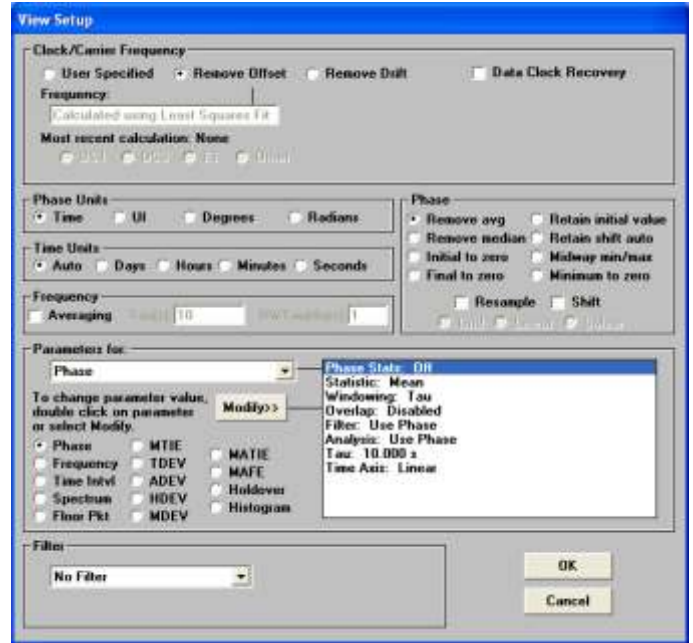 View Setup
Clock/Carrier Frequency
User Specified Remove Offset Remove Drift Data Clock Recovery
Frequency:
Calculated using Least Squares Fit
Most recent calculation: None
Phase Units
Time UI Degrees Radians
Time Units
Auto Days Hours Minutes Seconds
Frequency
Averaging 10 1
Phase
Remove avg Retain initial value
Remove median Retain shift auto
Initial to zero Midway min/max
Final to zero Minimum to zero
Resample Shift
Parameters for:
Phase
To change parameter value,
double click on parameter
or select Modify.
Modify>>
Phase MTIE
Frequency TDEV MATIE
Time Intvl ADEV MAFE
Spectrum HDEV Holdover
Floor Pkt MDEV Histogram
Phase Stats: Off
Statistic: Mean
Windowing: Tau
Overlap: Disabled
Filter: Use Phase
Analysis: Use Phase
Tau: 10.000 s
Time Axis: Linear
Filter
No Filter
OK
Cancel